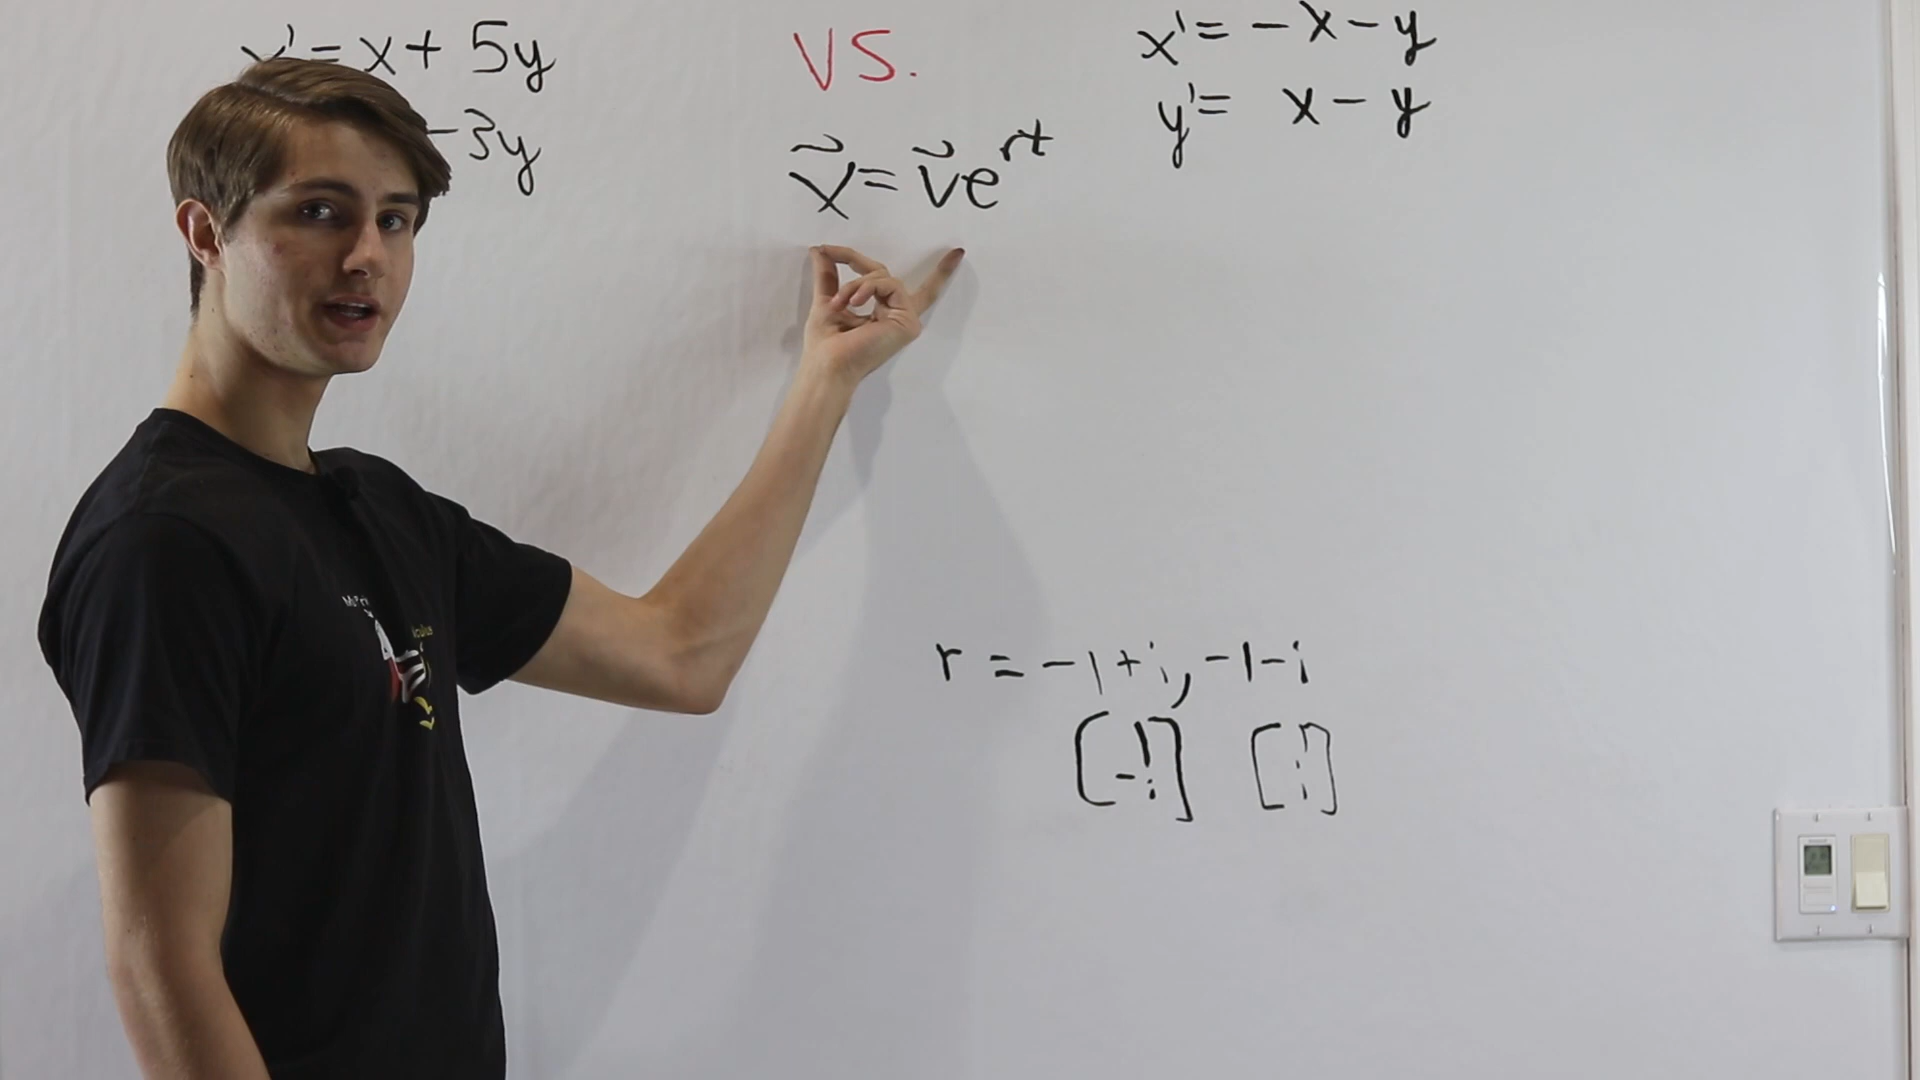 x' = x + 5y
- 3y
VS.
x⃗ = v⃗e^rt
x' = -x - y
y' = x - y
r = -1+i, -1-i
[1
-i] [1
i]